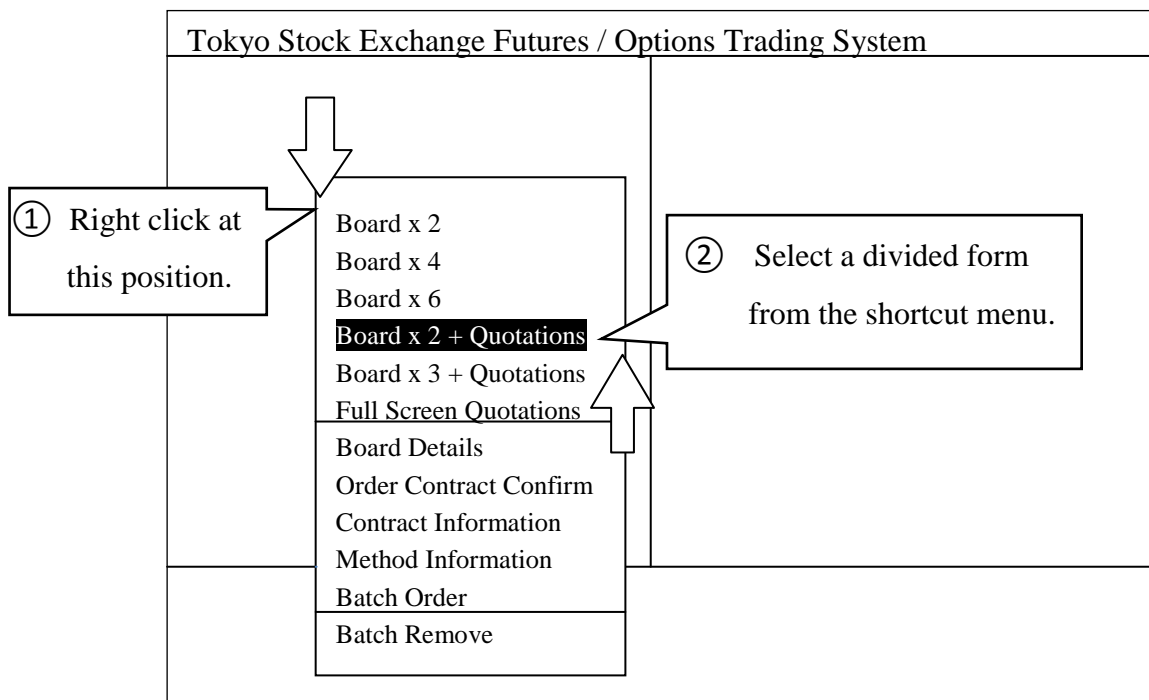 Tokyo Stock Exchange Futures / Options Trading System
① Right click at
this position.
Board x 2
Board x 4
Board x 6
Board x 2 + Quotations
Board x 3 + Quotations
Full Screen Quotations
Board Details
Order Contract Confirm
Contract Information
Method Information
Batch Order
Batch Remove
② Select a divided form
from the shortcut menu.